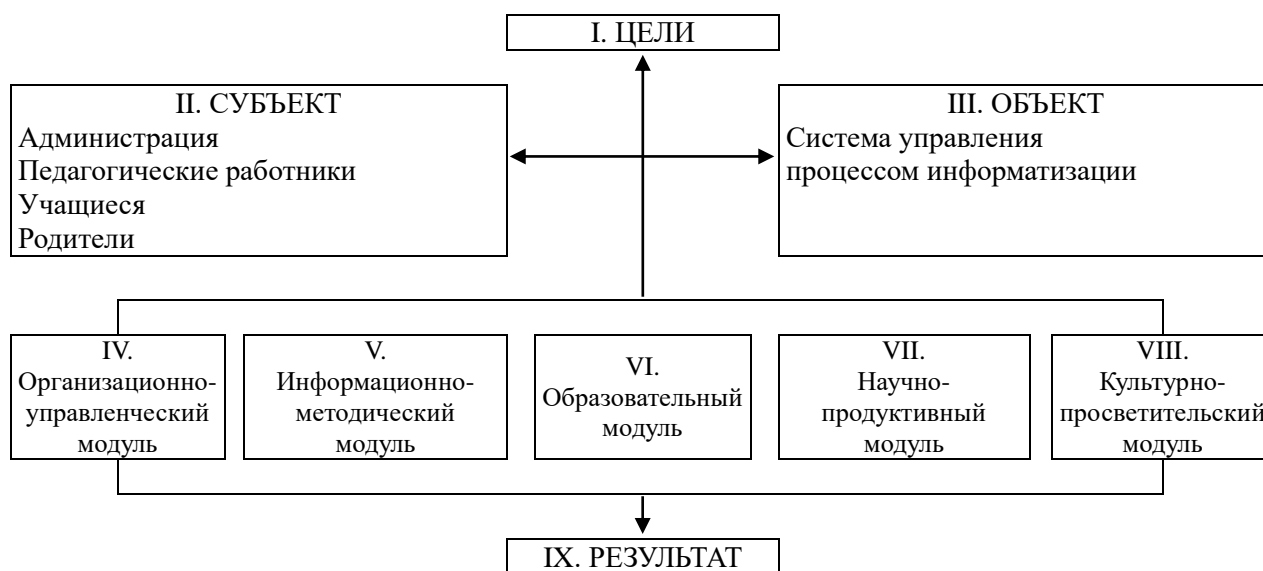 I. ЦЕЛИ
II. СУБЪЕКТ
Администрация
Педагогические работники
Учащиеся
Родители
III. ОБЪЕКТ
Система управления
процессом информатизации
IV.
Организационно-
управленческий
модуль
V.
Информационно-
методический
модуль
VI.
Образовательный
модуль
VII.
Научно-
продуктивный
модуль
VIII.
Культурно-
просветительский
модуль
IX. РЕЗУЛЬТАТ